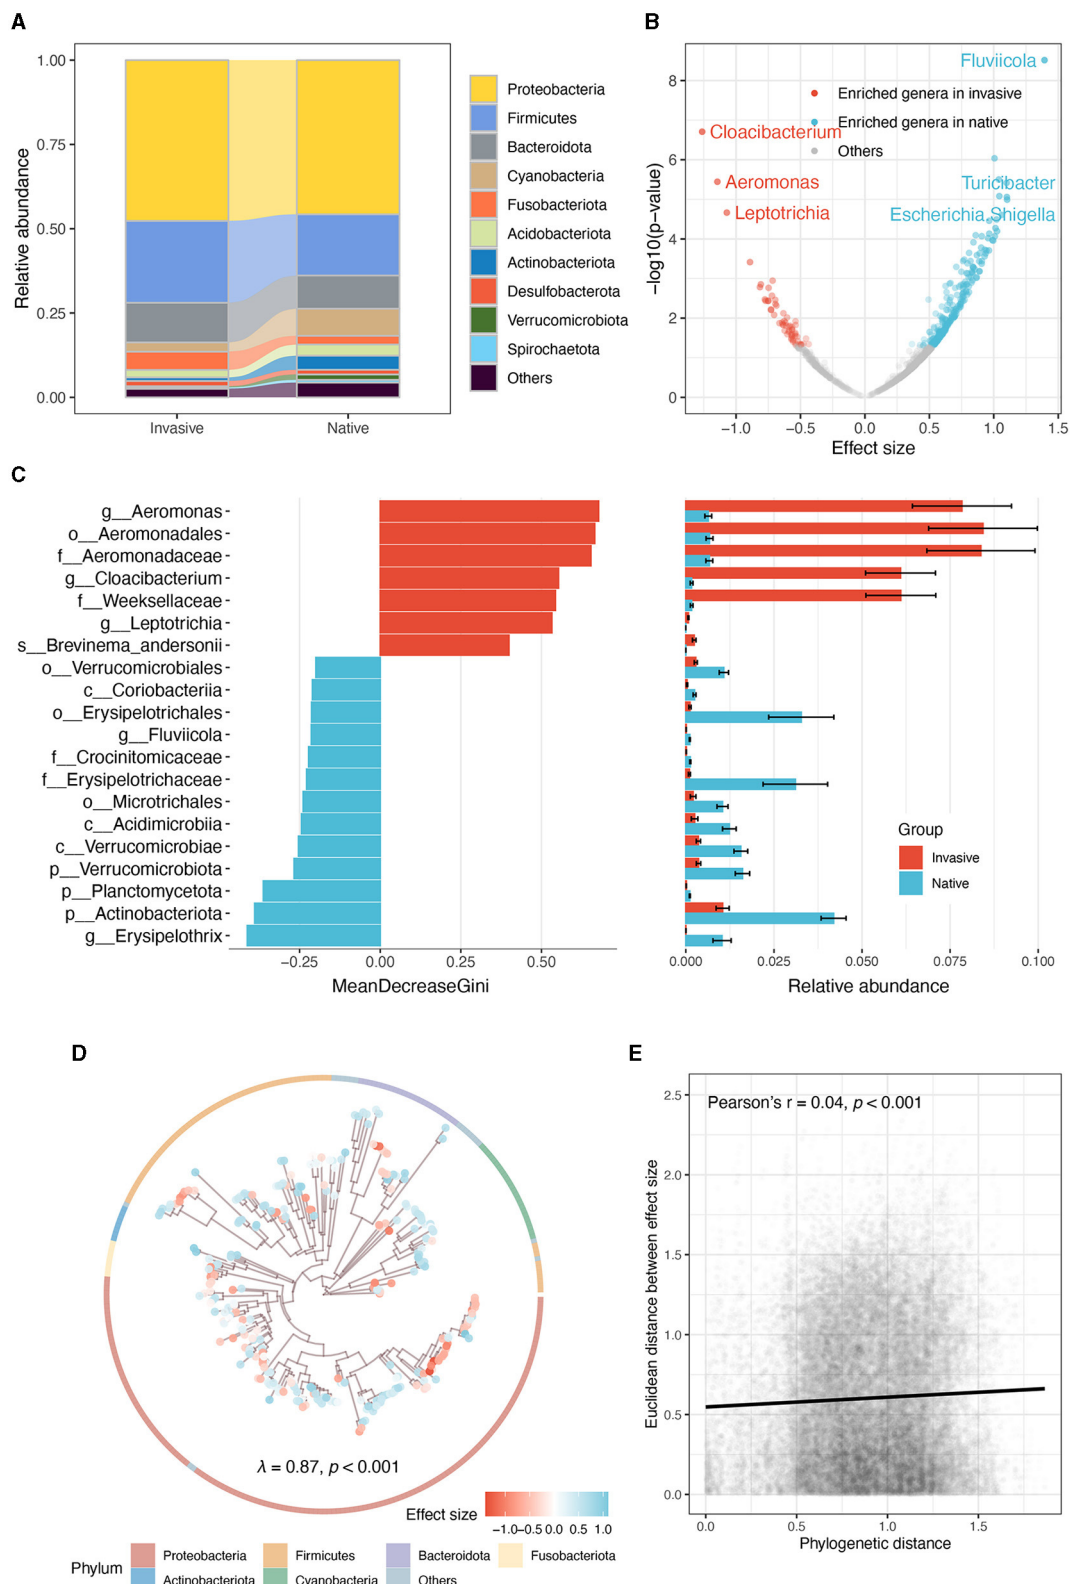 A
1.00
0.75
0.50
0.25
0.00
Relative abundance
Invasive
Native
Proteobacteria
Firmicutes
Bacteroidota
Cyanobacteria
Fusobacteriota
Acidobacteriota
Actinobacteriota
Desulfobacterota
Verrucomicrobiota
Spirochaetota
Others
B
8
6
4
2
0
−log10(p−value)
Fluviicola
Enriched genera in invasive
Enriched genera in native
Others
Cloacibacterium
Aeromonas
Leptotrichia
Turicibacter
Escherichia_Shigella
−1.0
−0.5
0.0
0.5
1.0
1.5
Effect size
C
g__Aeromonas
o__Aeromonadales
f__Aeromonadaceae
g__Cloacibacterium
f__Weeksellaceae
g__Leptotrichia
s__Brevinema_andersonii
o__Verrucomicrobiales
c__Coriobacteriia
o__Erysipelotrichales
g__Fluviicola
f__Crocinitomicaceae
f__Erysipelotrichaceae
o__Microtrichales
c__Acidimicrobiia
c__Verrucomicrobiae
p__Verrucomicrobiota
p__Planctomycetota
p__Actinobacteriota
g__Erysipelothrix
−0.25
0.00
0.25
0.50
MeanDecreaseGini
Group
Invasive
Native
0.000
0.025
0.050
0.075
0.100
Relative abundance
D
λ = 0.87, p < 0.001
Effect size
−1.0 −0.5 0.0 0.5 1.0
Phylum
Proteobacteria
Firmicutes
Bacteroidota
Fusobacteriota
Actinobacteriota
Cyanobacteria
Others
E
2.5
2.0
1.5
1.0
0.5
0.0
Euclidean distance between effect size
Pearson's r = 0.04, p < 0.001
0.0
0.5
1.0
1.5
Phylogenetic distance